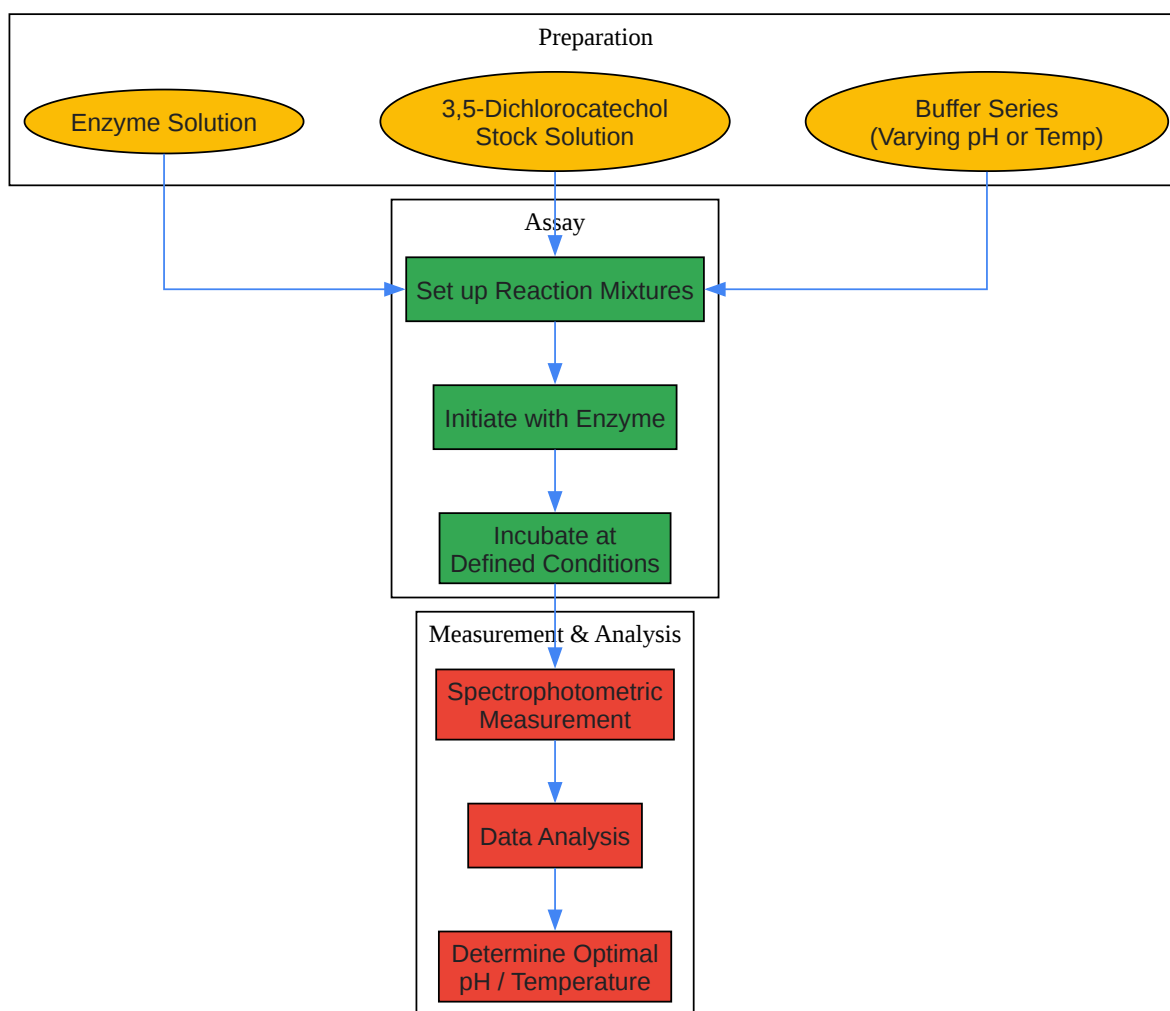 Preparation
Enzyme Solution
3,5-Dichlorocatechol
Stock Solution
Buffer Series
(Varying pH or Temp)
Assay
Set up Reaction Mixtures
Initiate with Enzyme
Incubate at
Defined Conditions
Measurement & Analysis
Spectrophotometric
Measurement
Data Analysis
Determine Optimal
pH / Temperature